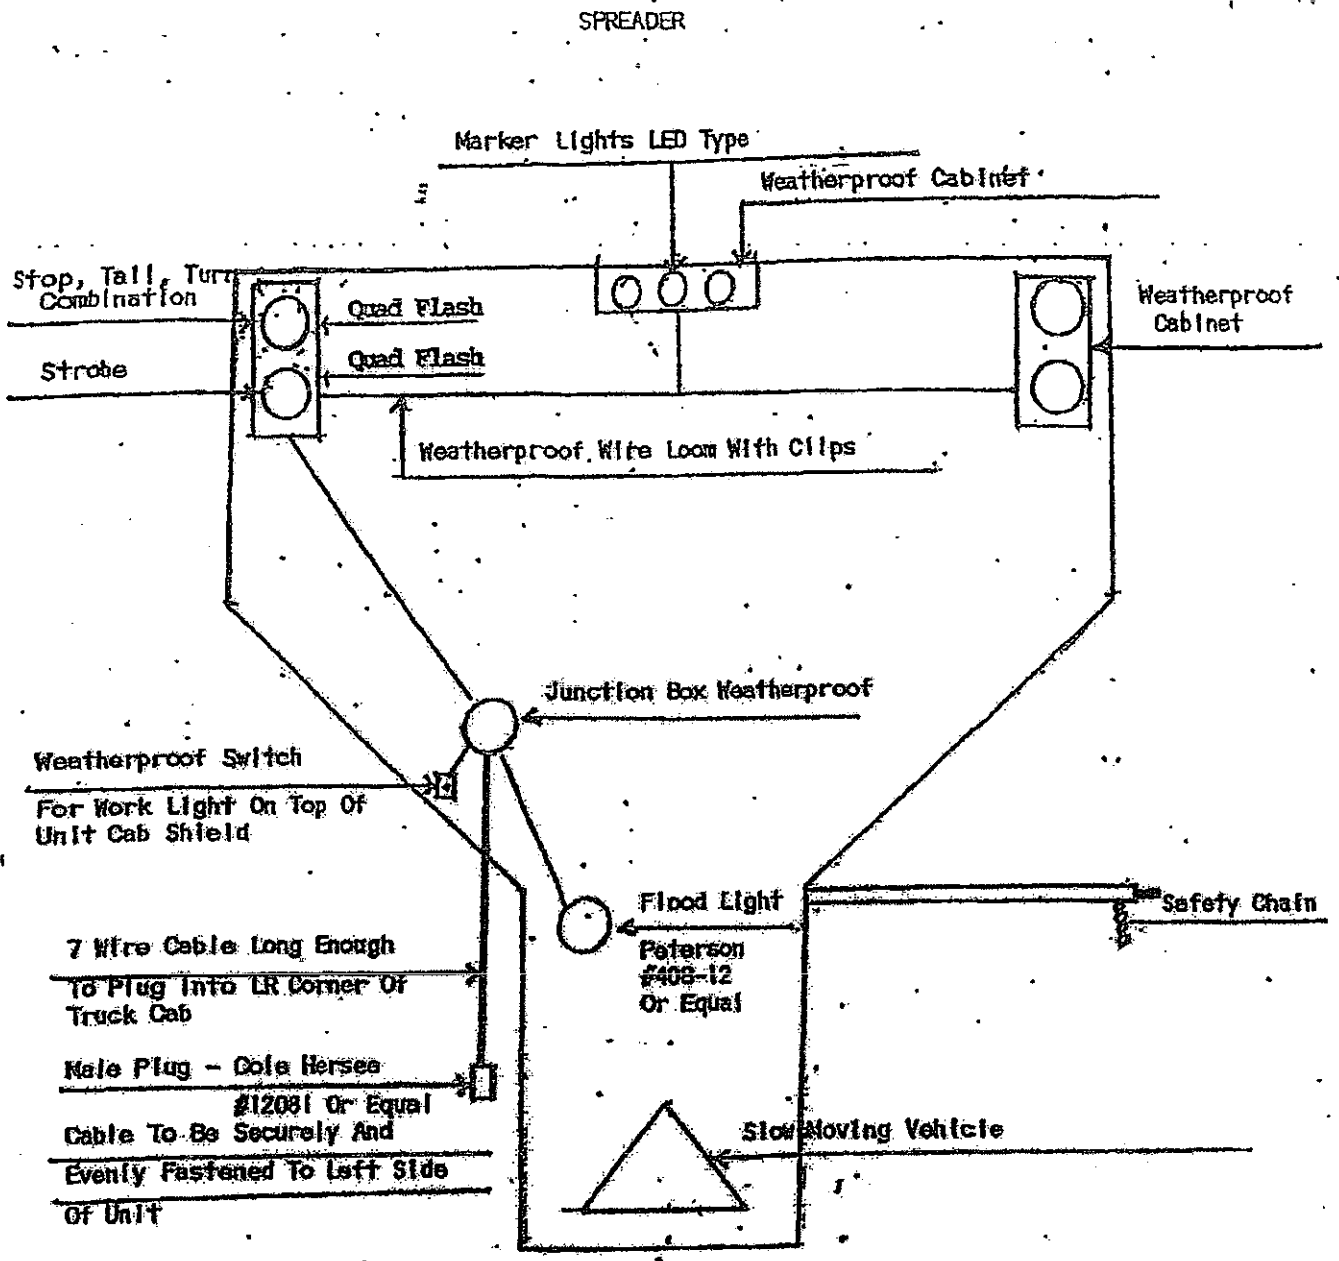 SPREADER
Marker Lights LED Type
Weatherproof Cabinet
Stop, Tail, Turn
Combination
Quad Flash
Weatherproof
Cabinet
Quad Flash
Strobe
Weatherproof Wire Loom With Clips
Junction Box Weatherproof
Weatherproof Switch
For Work Light On Top Of
Unit Cab Shield
Flood Light
Safety Chain
Peterson
#408-12
Or Equal
7 Wire Cable Long Enough
To Plug Into LR Corner Of
Truck Cab
Male Plug - Cole Hersee
#12081 Or Equal
Cable To Be Securely And
Evenly Fastened To Left Side
Of Unit
Slow Moving Vehicle